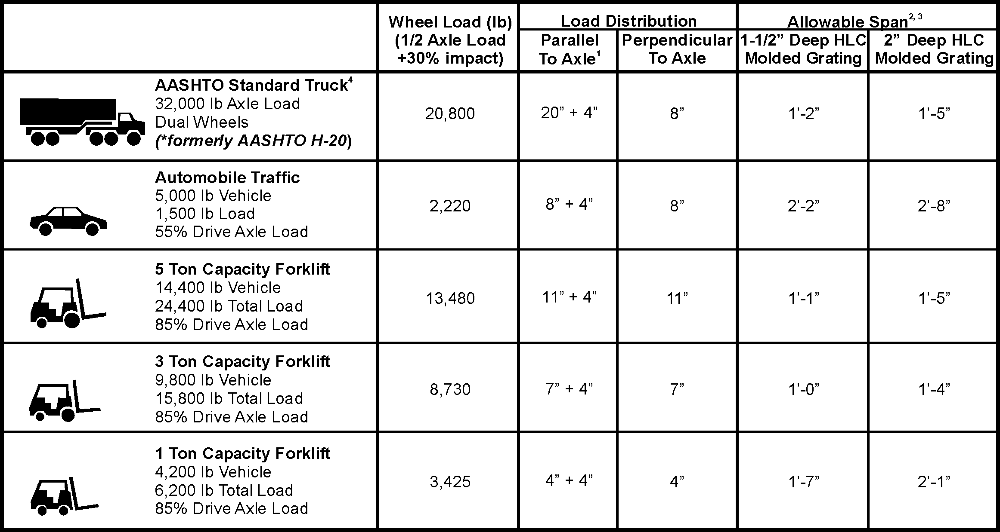 Wheel Load (lb)
(1/2 Axle Load
+30% impact)
Load Distribution
Parallel
To Axle1
Perpendicular
To Axle
Allowable Span2, 3
1-1/2” Deep HLC
Molded Grating
2” Deep HLC
Molded Grating
AASHTO Standard Truck4
32,000 lb Axle Load
Dual Wheels
(*formerly AASHTO H-20)
20,800
20” + 4”
8”
1’-2”
1’-5”
Automobile Traffic
5,000 lb Vehicle
1,500 lb Load
55% Drive Axle Load
2,220
8” + 4”
8”
2’-2”
2’-8”
5 Ton Capacity Forklift
14,400 lb Vehicle
24,400 lb Total Load
85% Drive Axle Load
13,480
11” + 4”
11”
1’-1”
1’-5”
3 Ton Capacity Forklift
9,800 lb Vehicle
15,800 lb Total Load
85% Drive Axle Load
8,730
7” + 4”
7”
1’-0”
1’-4”
1 Ton Capacity Forklift
4,200 lb Vehicle
6,200 lb Total Load
85% Drive Axle Load
3,425
4” + 4”
4”
1’-7”
2’-1”